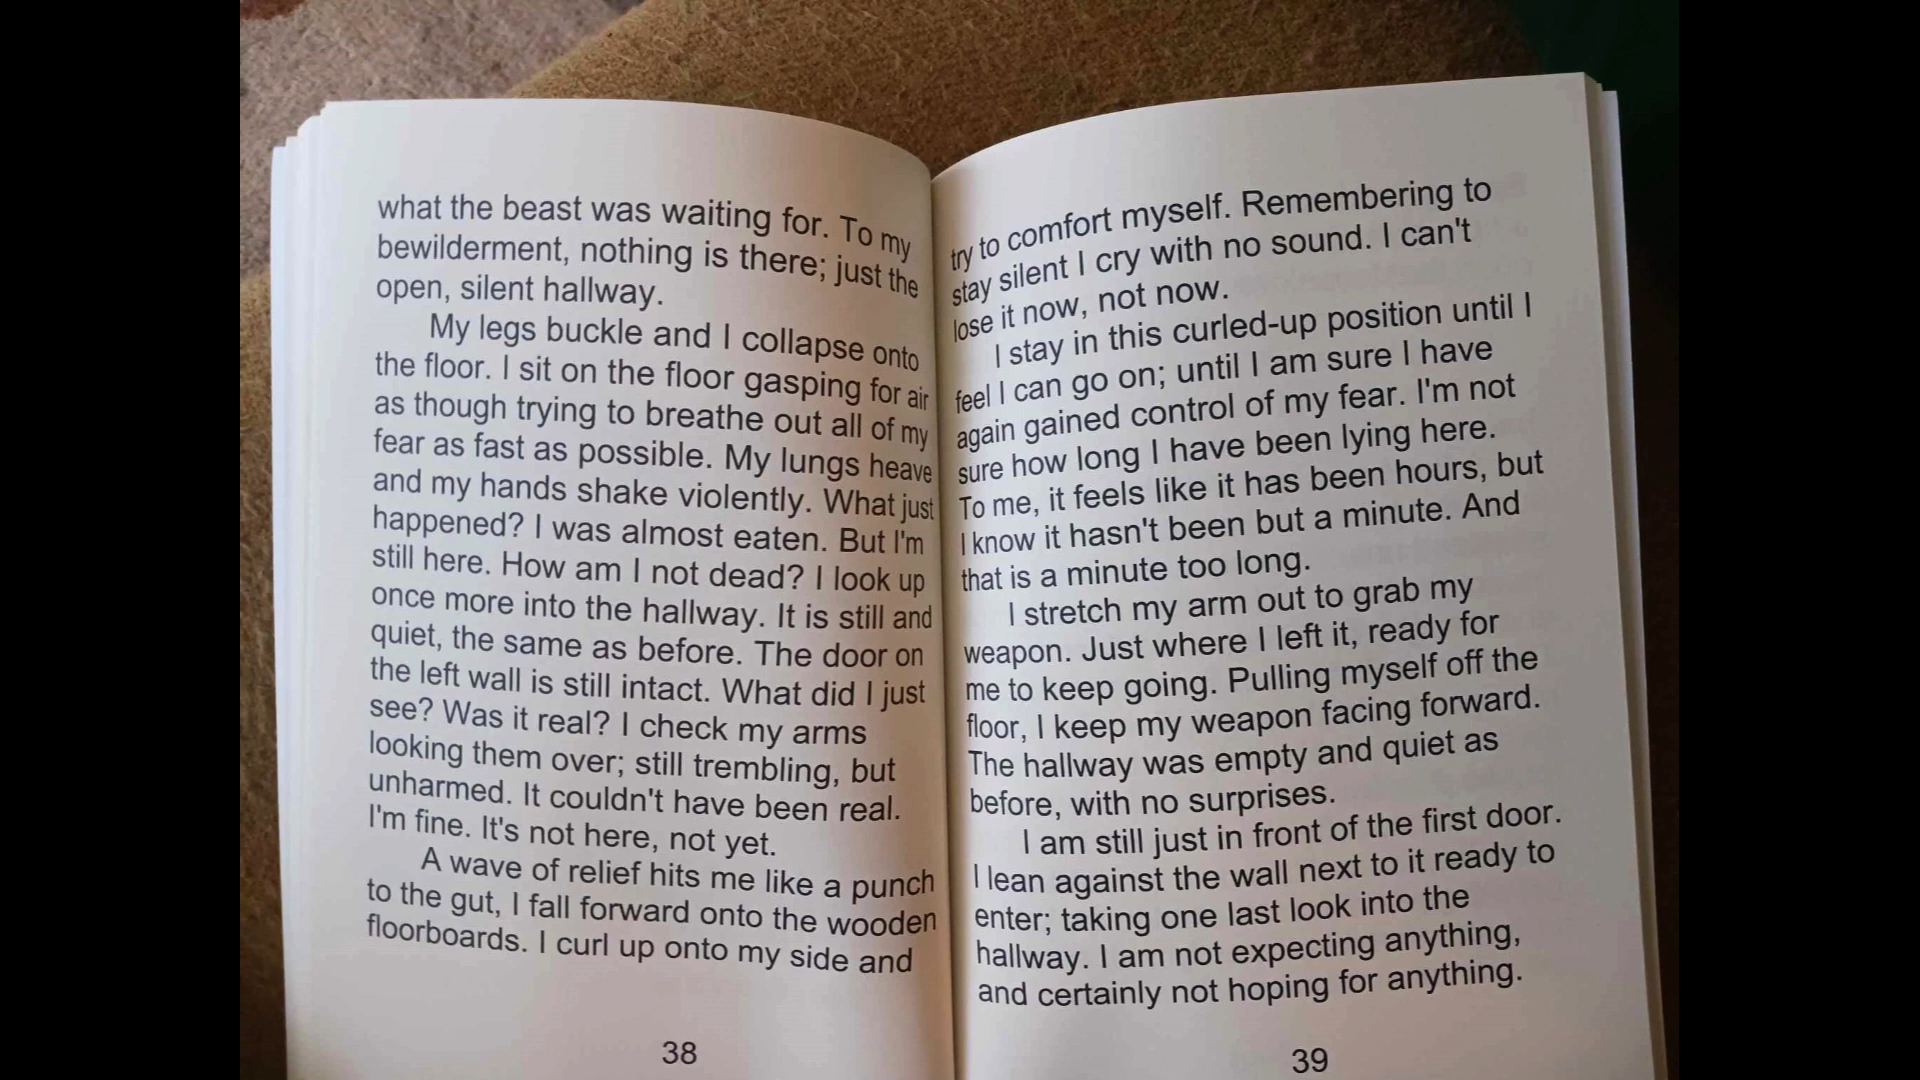 what the beast was waiting for. To my
bewilderment, nothing is there; just the
open, silent hallway.
My legs buckle and I collapse onto
the floor. I sit on the floor gasping for air
as though trying to breathe out all of my
fear as fast as possible. My lungs heave
and my hands shake violently. What just
happened? I was almost eaten. But I'm
still here. How am I not dead? I look up
once more into the hallway. It is still and
quiet, the same as before. The door on
the left wall is still intact. What did I just
see? Was it real? I check my arms
looking them over; still trembling, but
unharmed. It couldn't have been real.
I'm fine. It's not here, not yet.
A wave of relief hits me like a punch
to the gut, I fall forward onto the wooden
floorboards. I curl up onto my side and
38
try to comfort myself. Remembering to
stay silent I cry with no sound. I can't
lose it now, not now.
I stay in this curled-up position until I
feel I can go on; until I am sure I have
again gained control of my fear. I'm not
sure how long I have been lying here.
To me, it feels like it has been hours, but
I know it hasn't been but a minute. And
that is a minute too long.
I stretch my arm out to grab my
weapon. Just where I left it, ready for
me to keep going. Pulling myself off the
floor, I keep my weapon facing forward.
The hallway was empty and quiet as
before, with no surprises.
I am still just in front of the first door.
I lean against the wall next to it ready to
enter; taking one last look into the
hallway. I am not expecting anything,
and certainly not hoping for anything.
39